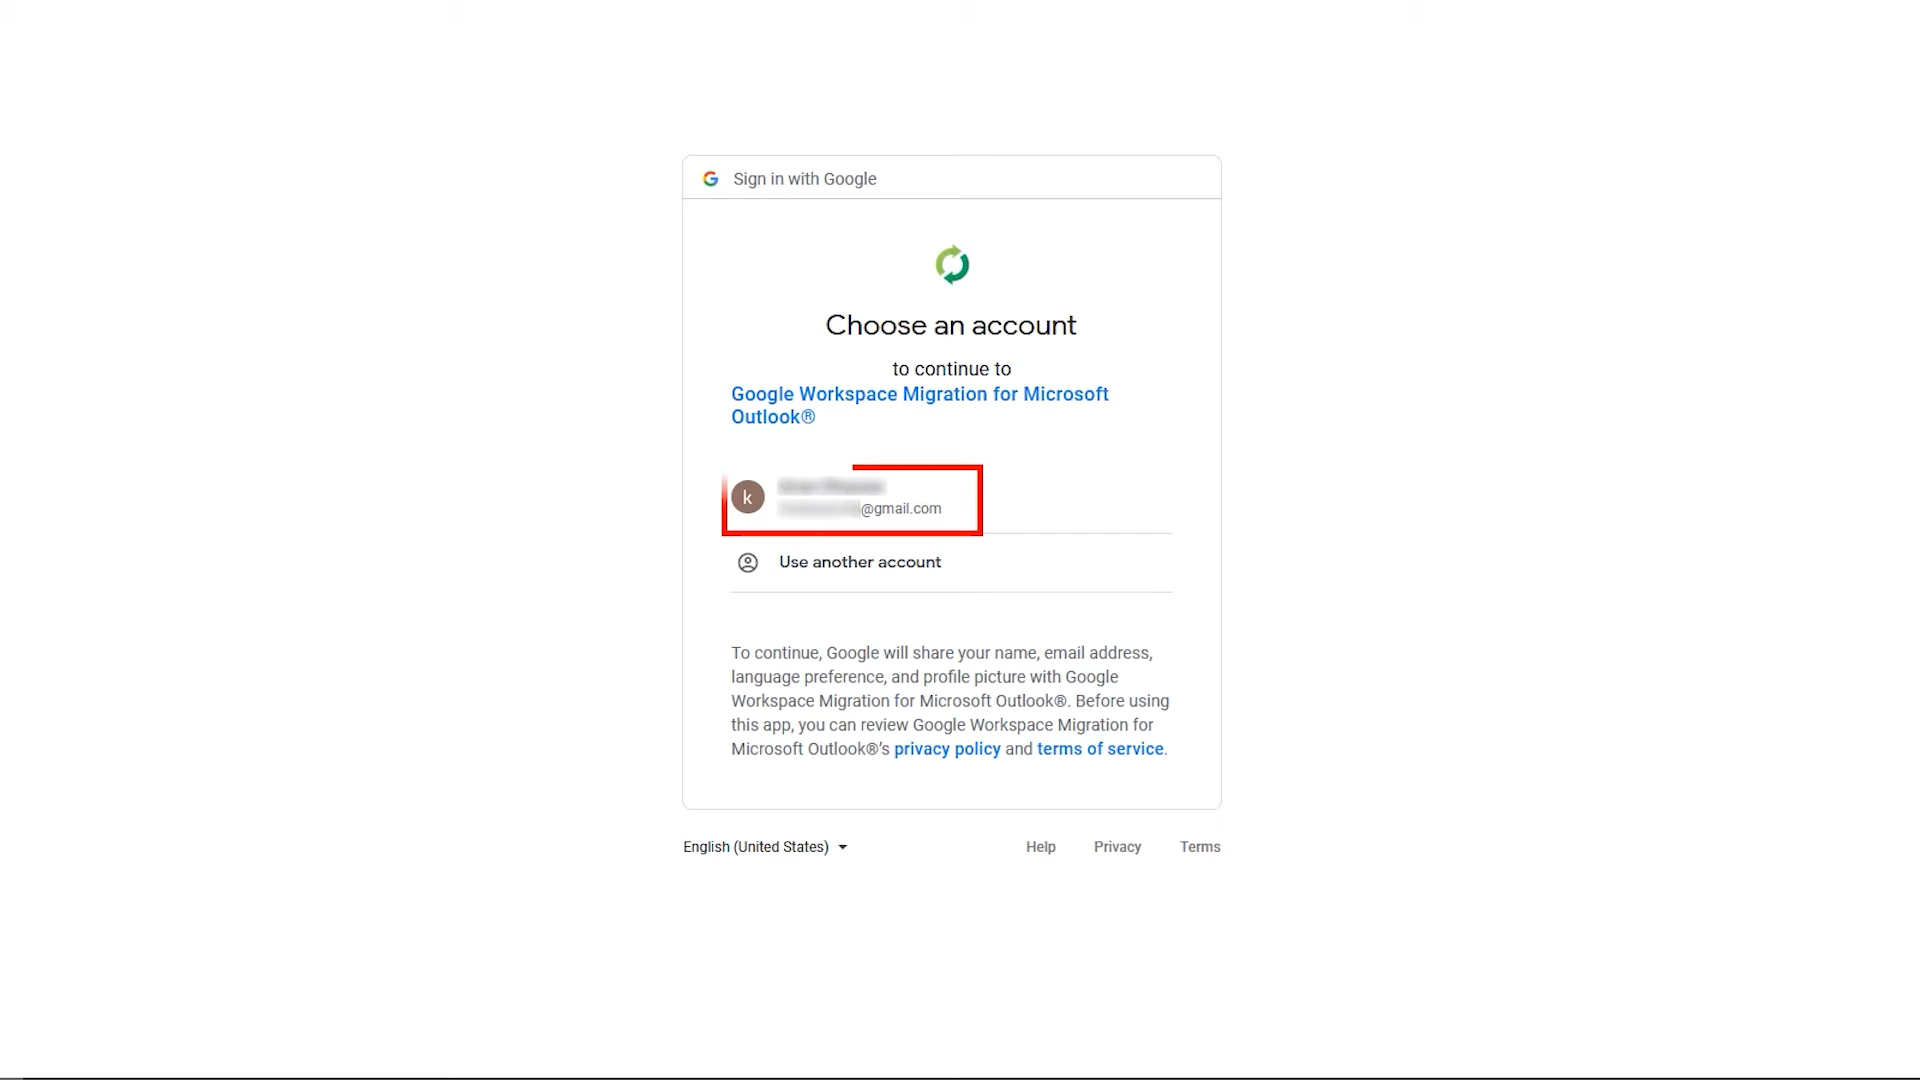 Sign in with Google
Choose an account
to continue to
Google Workspace Migration for Microsoft
Outlook®
k
@gmail.com
Use another account
To continue, Google will share your name, email address,
language preference, and profile picture with Google
Workspace Migration for Microsoft Outlook®. Before using
this app, you can review Google Workspace Migration for
Microsoft Outlook®’s privacy policy and terms of service.
English (United States)
Help Privacy Terms